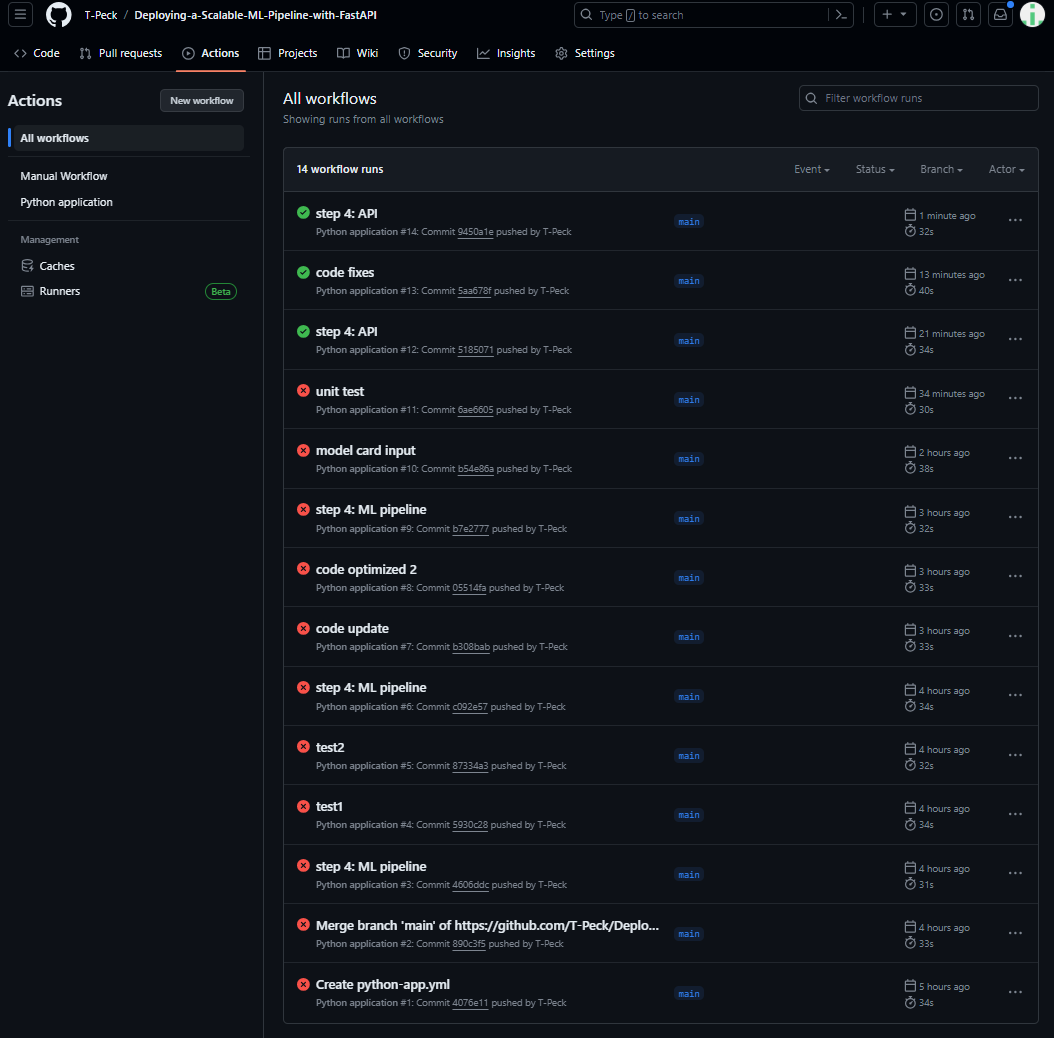 T-Peck / Deploying-a-Scalable-ML-Pipeline-with-FastAPI
Type / to search
Code Pull requests Actions Projects Wiki Security Insights Settings
Actions
New workflow
All workflows
Manual Workflow
Python application
Management
Caches
Runners Beta
All workflows
Showing runs from all workflows
Filter workflow runs
14 workflow runs Event Status Branch Actor
step 4: API
Python application #14: Commit 9450a1e pushed by T-Peck
main
1 minute ago
32s
code fixes
Python application #13: Commit 5aa678f pushed by T-Peck
main
13 minutes ago
40s
step 4: API
Python application #12: Commit 5185071 pushed by T-Peck
main
21 minutes ago
34s
unit test
Python application #11: Commit 6ae6605 pushed by T-Peck
main
34 minutes ago
30s
model card input
Python application #10: Commit b54e86a pushed by T-Peck
main
2 hours ago
38s
step 4: ML pipeline
Python application #9: Commit b7e2777 pushed by T-Peck
main
3 hours ago
32s
code optimized 2
Python application #8: Commit 05514fa pushed by T-Peck
main
3 hours ago
33s
code update
Python application #7: Commit b308bab pushed by T-Peck
main
3 hours ago
33s
step 4: ML pipeline
Python application #6: Commit c092e57 pushed by T-Peck
main
4 hours ago
34s
test2
Python application #5: Commit 87334a3 pushed by T-Peck
main
4 hours ago
32s
test1
Python application #4: Commit 5930c28 pushed by T-Peck
main
4 hours ago
34s
step 4: ML pipeline
Python application #3: Commit 4606ddc pushed by T-Peck
main
4 hours ago
31s
Merge branch 'main' of https://github.com/T-Peck/Deplo...
Python application #2: Commit 890c3f5 pushed by T-Peck
main
4 hours ago
33s
Create python-app.yml
Python application #1: Commit 4076e11 pushed by T-Peck
main
5 hours ago
34s